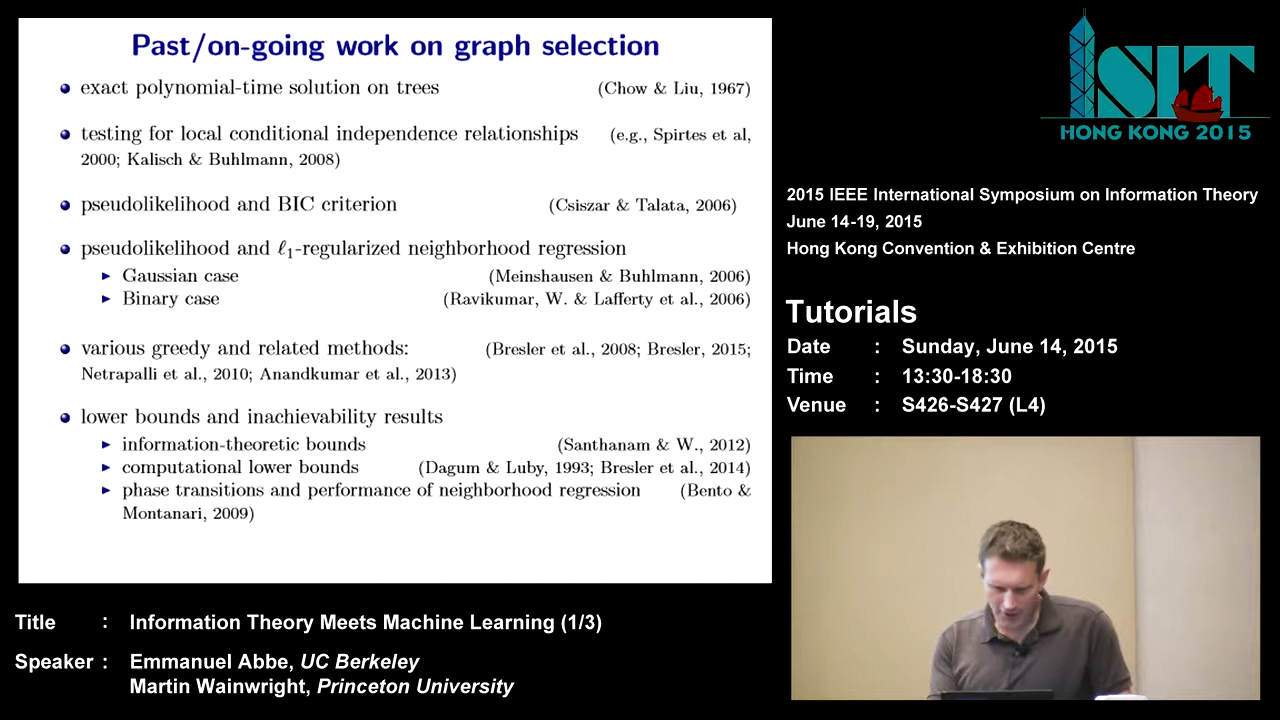 Past/on-going work on graph selection
exact polynomial-time solution on trees (Chow & Liu, 1967)
testing for local conditional independence relationships (e.g., Spirtes et al,
2000; Kalisch & Buhlmann, 2008)
pseudolikelihood and BIC criterion (Csiszar & Talata, 2006)
pseudolikelihood and ℓ1-regularized neighborhood regression
Gaussian case (Meinshausen & Buhlmann, 2006)
Binary case (Ravikumar, W. & Lafferty et al., 2006)
various greedy and related methods: (Bresler et al., 2008; Bresler, 2015;
Netrapalli et al., 2010; Anandkumar et al., 2013)
lower bounds and inachievability results
information-theoretic bounds (Santhanam & W., 2012)
computational lower bounds (Dagum & Luby, 1993; Bresler et al., 2014)
phase transitions and performance of neighborhood regression (Bento &
Montanari, 2009)
ISIT
HONG KONG 2015
2015 IEEE International Symposium on Information Theory
June 14-19, 2015
Hong Kong Convention & Exhibition Centre
Tutorials
Date : Sunday, June 14, 2015
Time : 13:30-18:30
Venue : S426-S427 (L4)
Title : Information Theory Meets Machine Learning (1/3)
Speaker : Emmanuel Abbe, UC Berkeley
Martin Wainwright, Princeton University